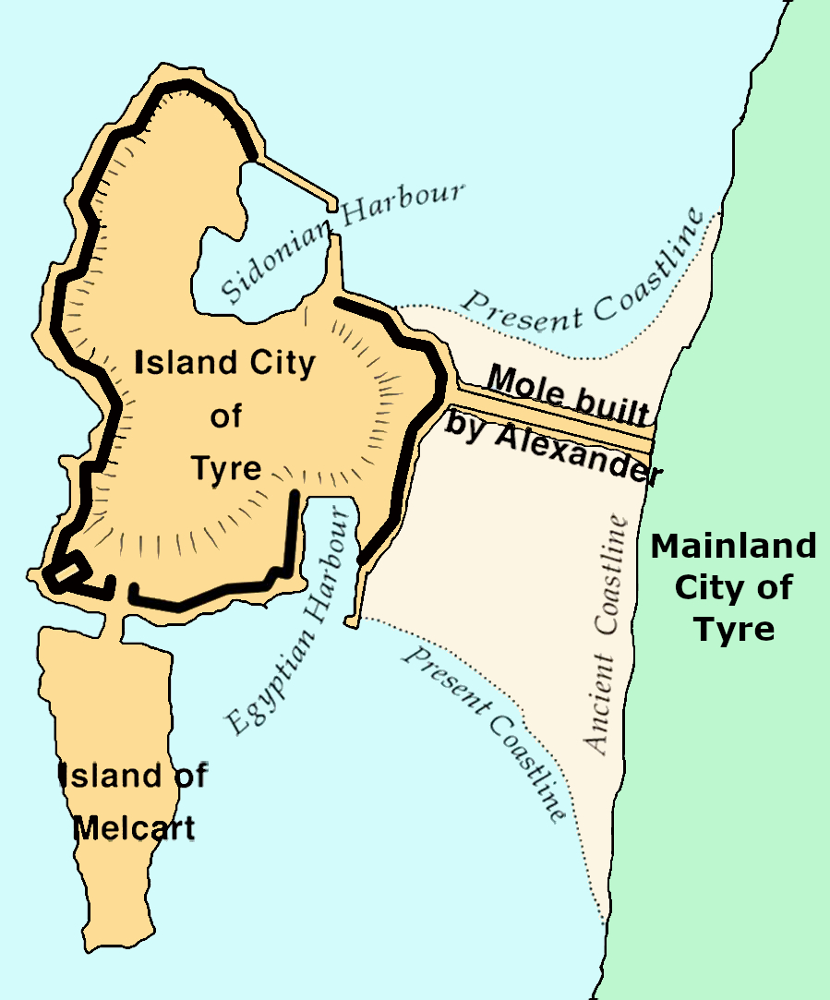 Sidonian Harbour
Present Coastline
Island City
of
Tyre
Mole built
by Alexander
Mainland
City of
Tyre
Egyptian Harbour
Ancient Coastline
Present Coastline
Island of
Melcart